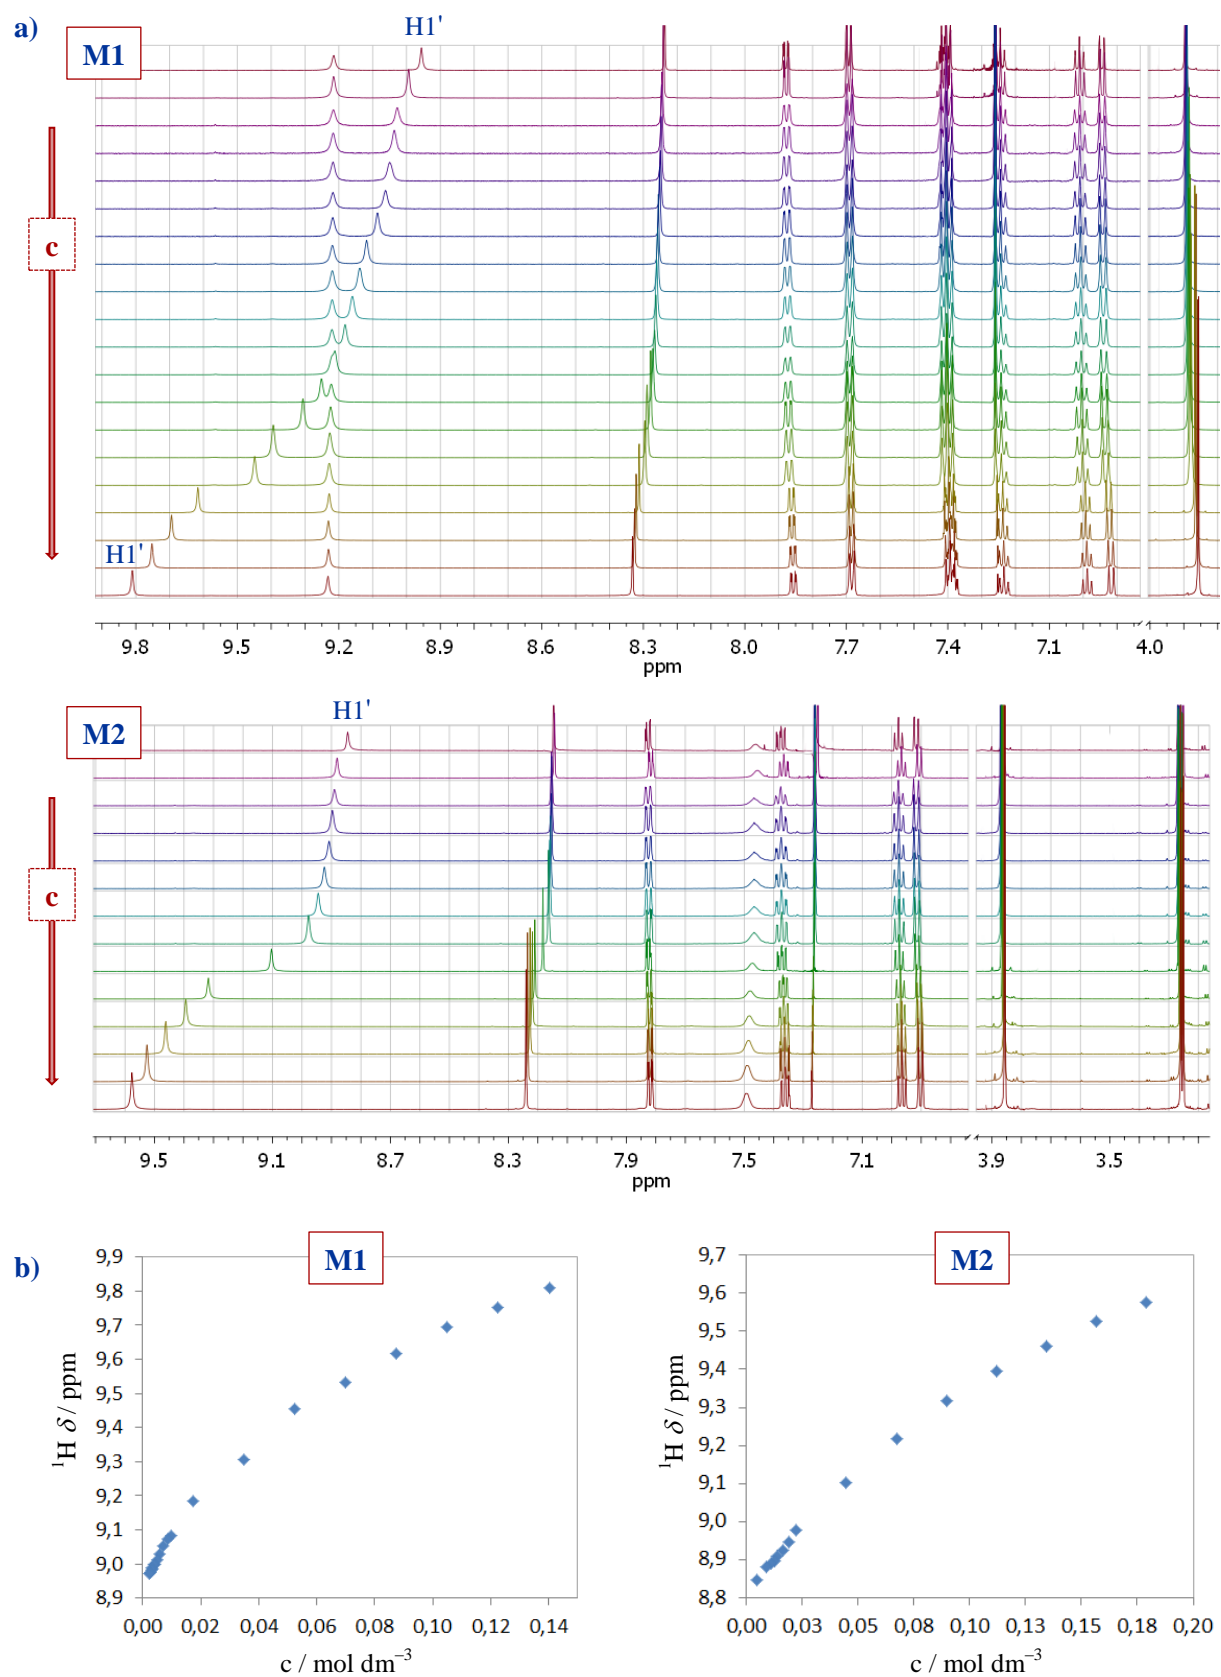 a)
M1
H1'
c
H1'
9.8 9.5 9.2 8.9 8.6 8.3 8.0 7.7 7.4 7.1 4.0
ppm
M2
H1'
c
9.5 9.1 8.7 8.3 7.9 7.5 7.1 3.9 3.5
ppm
b)
M1
9,9
9,8
9,7
9,6
9,5
9,4
9,3
9,2
9,1
9,0
8,9
¹H δ / ppm
0,00 0,02 0,04 0,06 0,08 0,10 0,12 0,14
c / mol dm⁻³
M2
9,7
9,6
9,5
9,4
9,3
9,2
9,1
9,0
8,9
8,8
¹H δ / ppm
0,00 0,03 0,05 0,08 0,10 0,13 0,15 0,18 0,20
c / mol dm⁻³